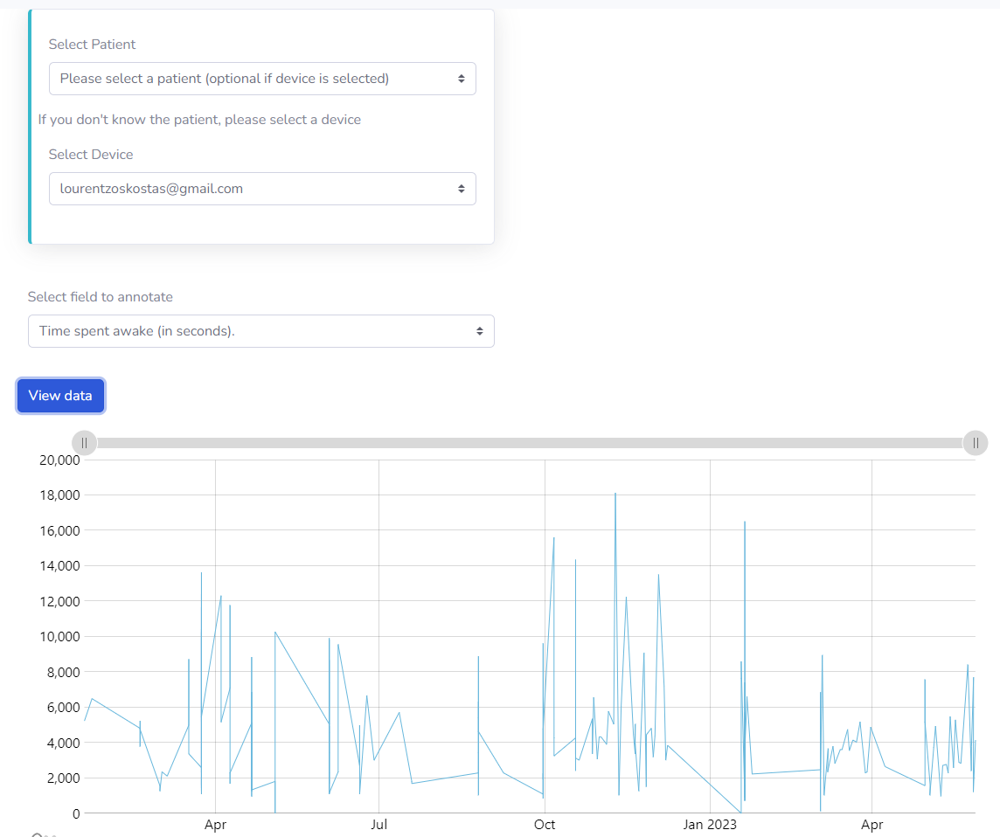 Select Patient
Please select a patient (optional if device is selected)
If you don't know the patient, please select a device
Select Device
lourentzoskostas@gmail.com
Select field to annotate
Time spent awake (in seconds).
View data
20,000
18,000
16,000
14,000
12,000
10,000
8,000
6,000
4,000
2,000
0
Apr Jul Oct Jan 2023 Apr